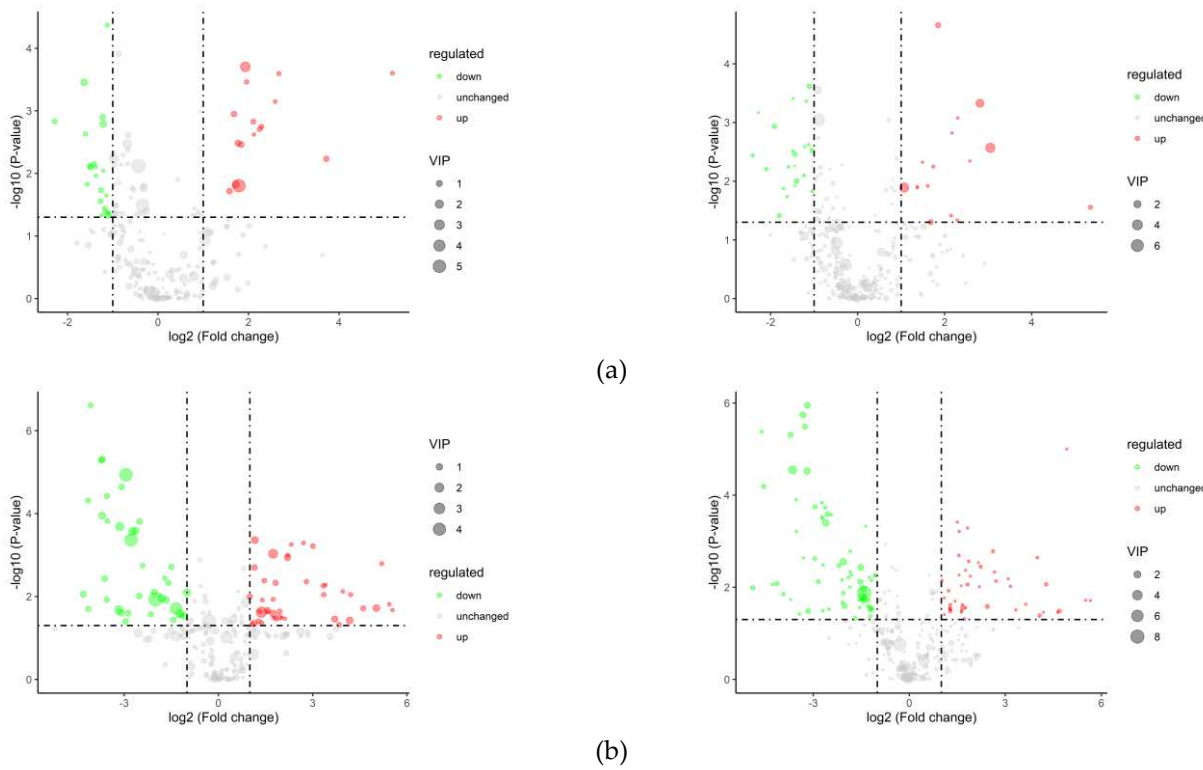 regulated
down
unchanged
up
VIP
1
2
3
4
5
-log10 (P-value)
4
3
2
1
0
-2
0
2
4
log2 (Fold change)
regulated
down
unchanged
up
VIP
2
4
6
-log10 (P-value)
4
3
2
1
0
-2
0
2
4
log2 (Fold change)
(a)
VIP
1
2
3
4
regulated
down
unchanged
up
-log10 (P-value)
6
4
2
0
-3
0
3
6
log2 (Fold change)
regulated
down
unchanged
up
VIP
2
4
6
8
-log10 (P-value)
6
4
2
0
-3
0
3
6
log2 (Fold change)
(b)